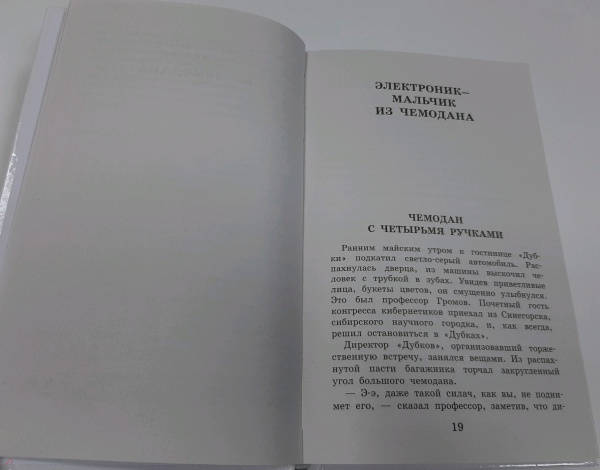 ЭЛЕКТРОНИК—
МАЛЬЧИК
ИЗ ЧЕМОДАНА
ЧЕМОДАН
С ЧЕТЫРЬМЯ РУЧКАМИ
Ранним майским утром к гостинице «Дуб-
ки» подкатил светло-серый автомобиль. Рас-
пахнулась дверца, из машины выскочил че-
ловек с трубкой в зубах. Увидев приветливые
лица, букеты цветов, он смущенно улыбнулся.
Это был профессор Громов. Почетный гость
конгресса кибернетиков приехал из Синегорска,
сибирского научного городка, и, как всегда,
решил остановиться в «Дубках».
Директор «Дубков», организовавший торже-
ственную встречу, занялся вещами. Из распах-
нутой пасти багажника торчал закругленный
угол большого чемодана.
— Э-э, даже такой силач, как вы, не подни-
мет его, — сказал профессор, заметив, что ди-
19